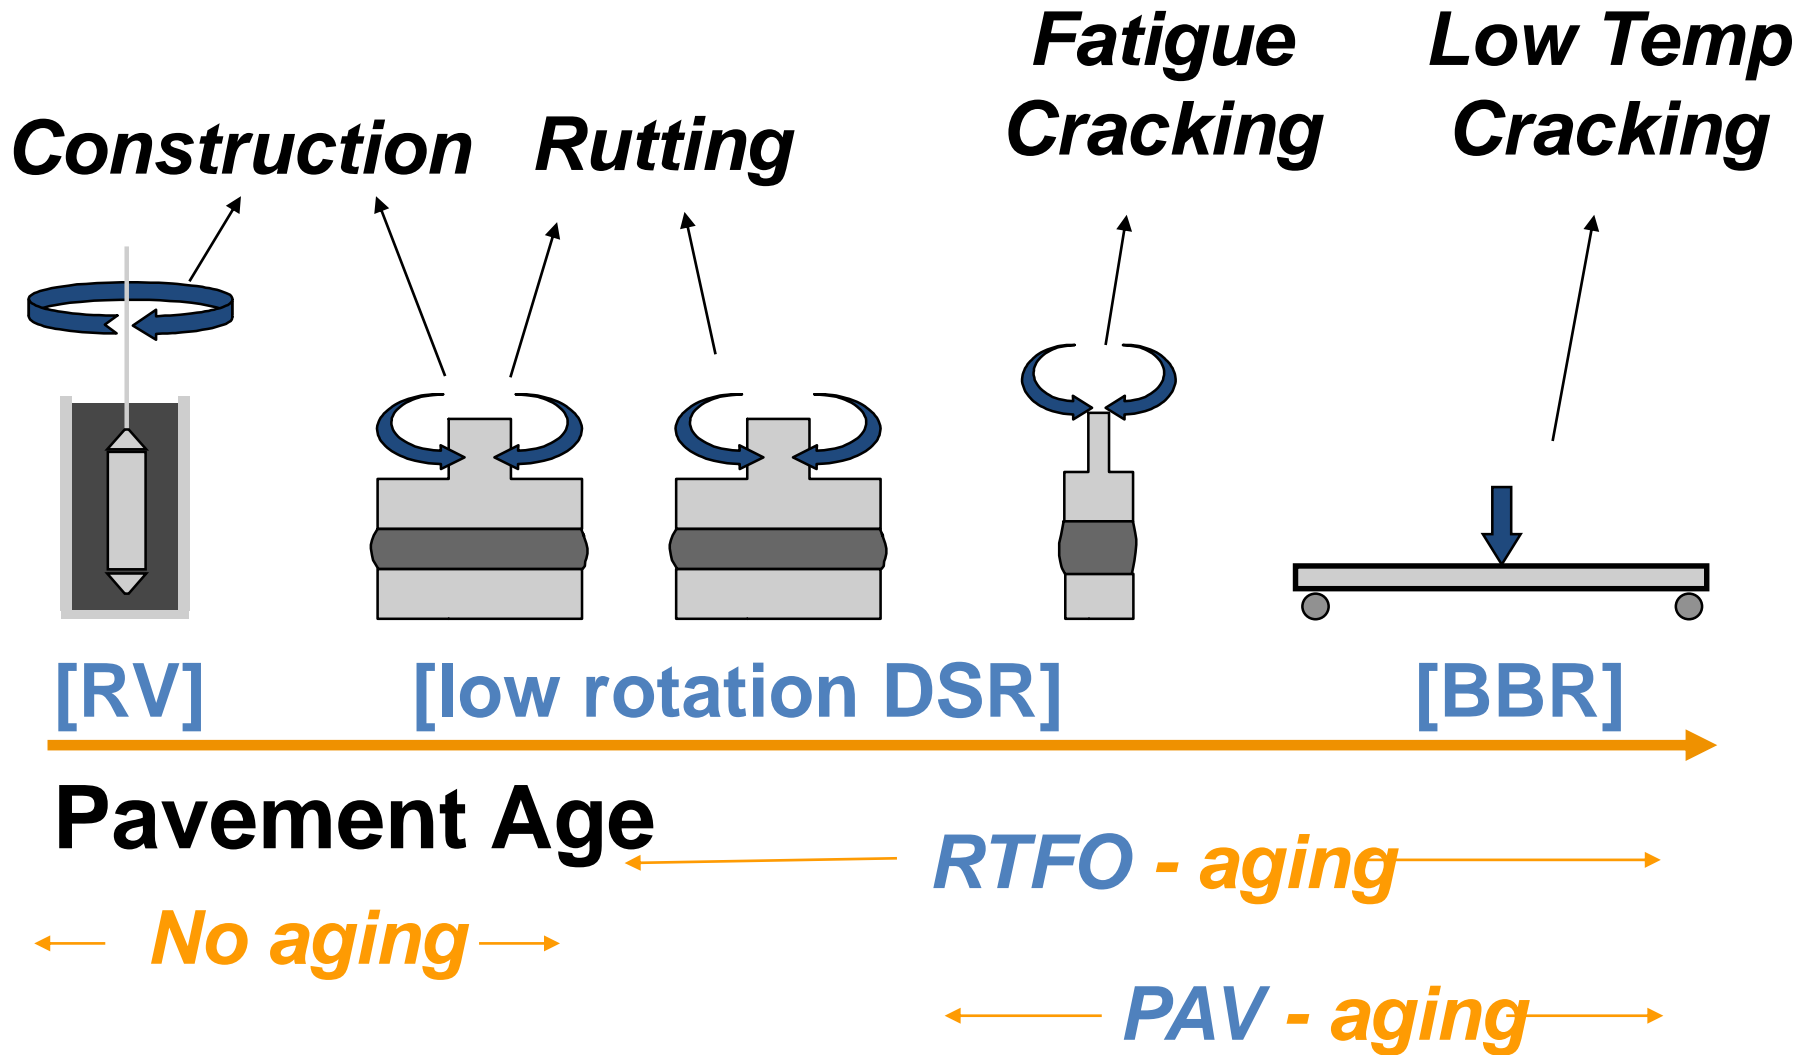 Fatigue
Cracking
Low Temp
Cracking
Construction
Rutting
[RV]
[low rotation DSR]
[BBR]
Pavement Age
RTFO - aging
No aging
PAV - aging